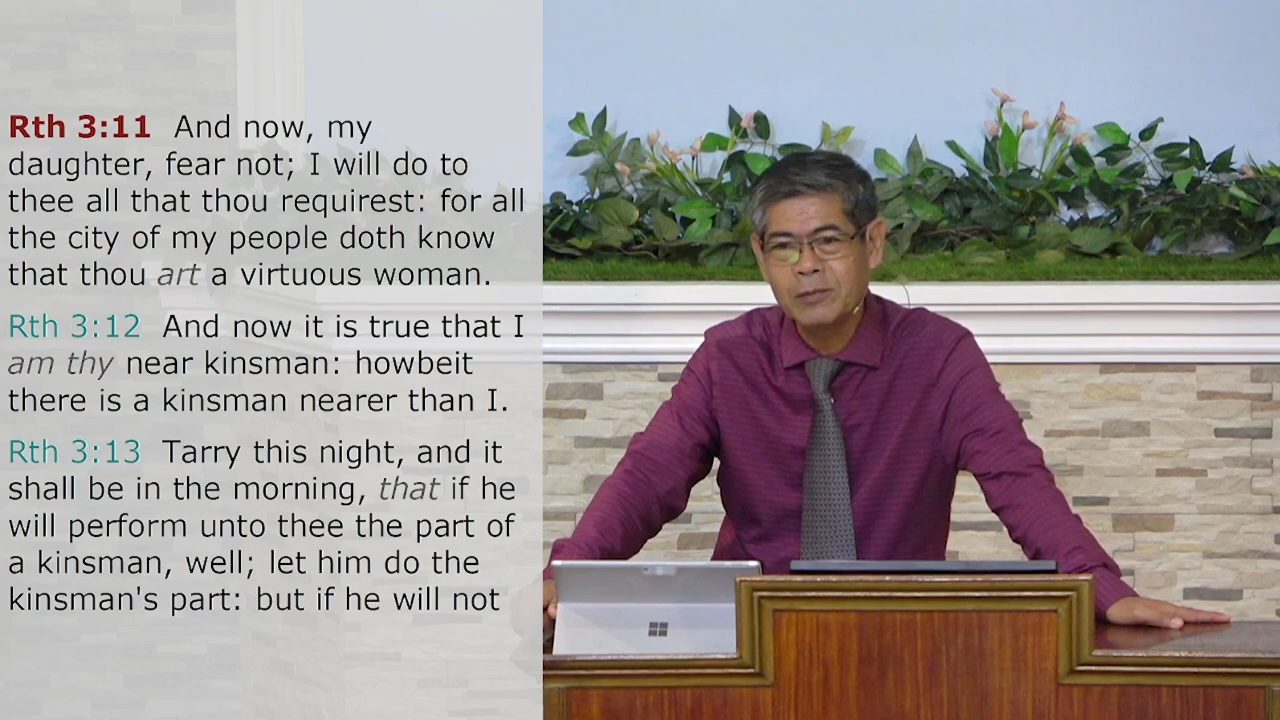 Rth 3:11 And now, my
daughter, fear not; I will do to
thee all that thou requirest: for all
the city of my people doth know
that thou art a virtuous woman.
Rth 3:12 And now it is true that I
am thy near kinsman: howbeit
there is a kinsman nearer than I.
Rth 3:13 Tarry this night, and it
shall be in the morning, that if he
will perform unto thee the part of
a kinsman, well; let him do the
kinsman's part: but if he will not